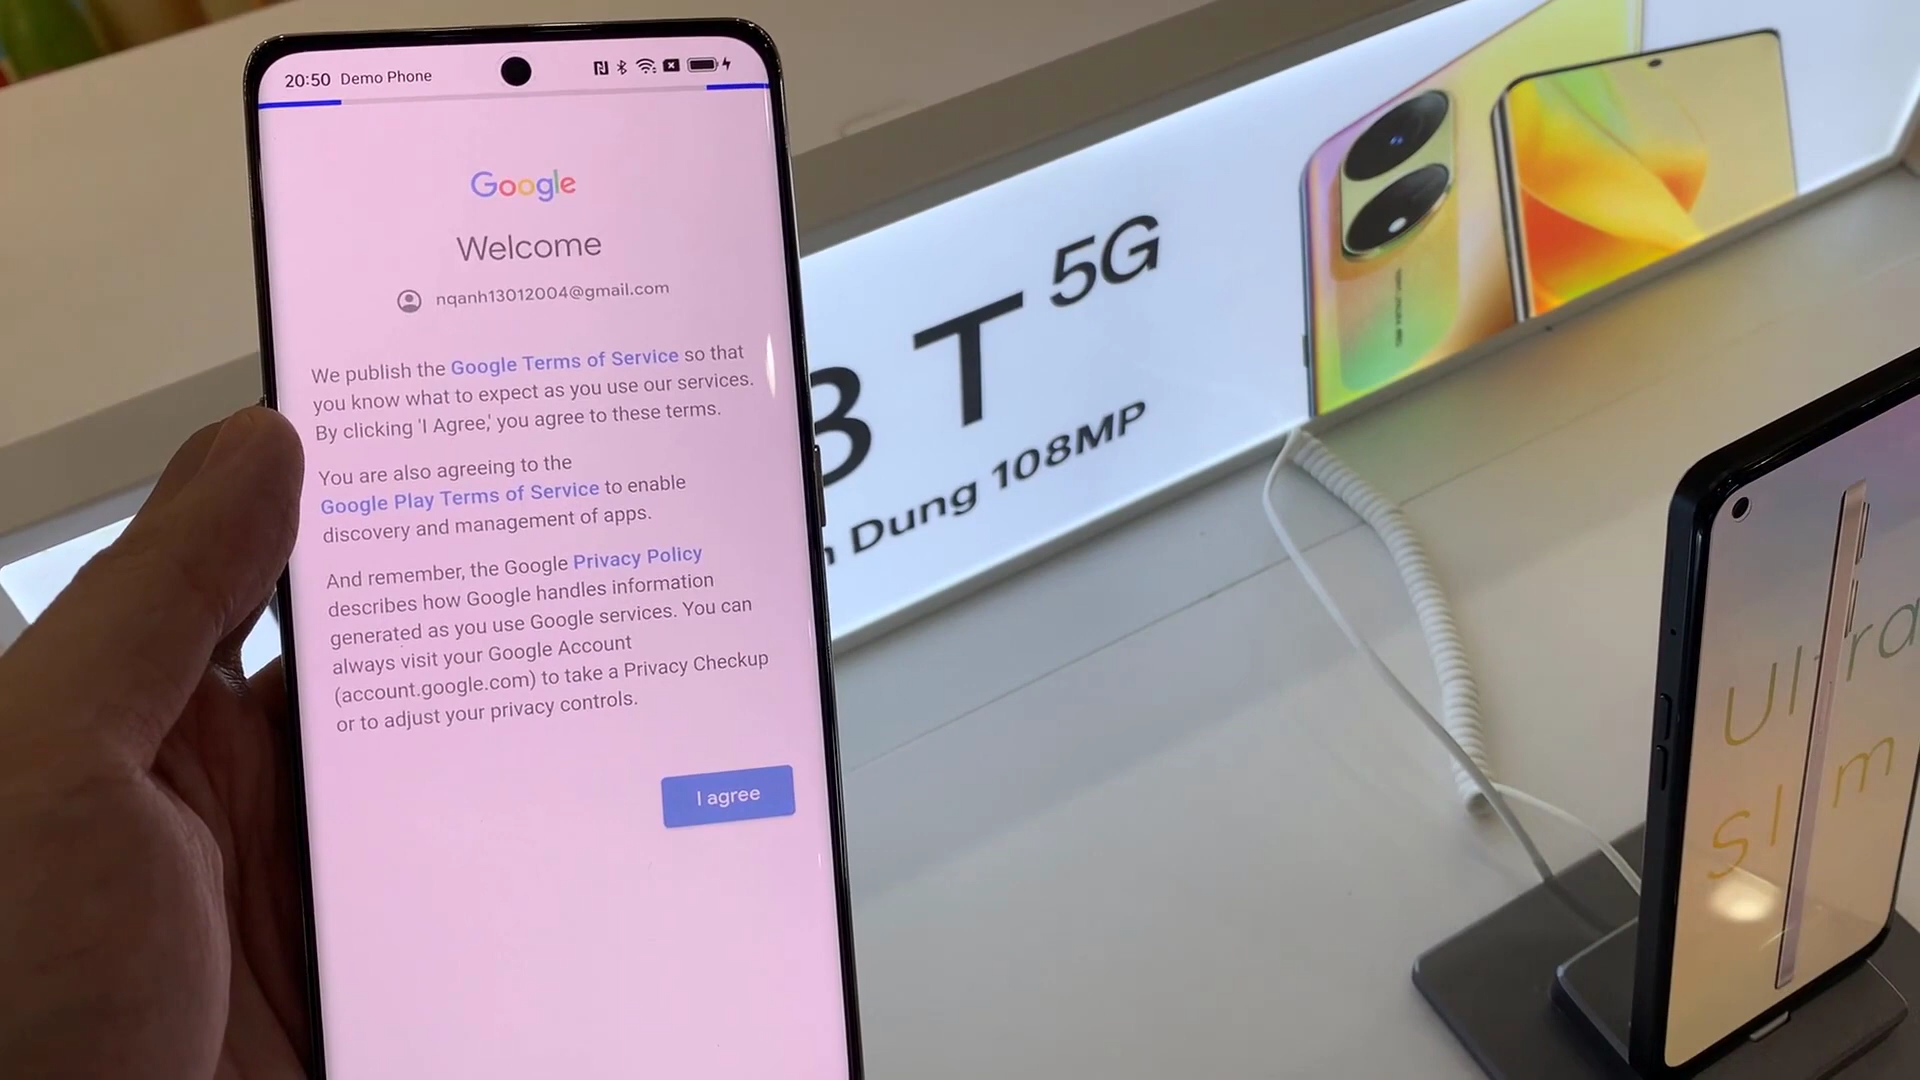 20:50 Demo Phone
Google
Welcome
nqanh13012004@gmail.com
We publish the Google Terms of Service so that
you know what to expect as you use our services.
By clicking 'I Agree,' you agree to these terms.
You are also agreeing to the
Google Play Terms of Service to enable
discovery and management of apps.
And remember, the Google Privacy Policy
describes how Google handles information
generated as you use Google services. You can
always visit your Google Account
(account.google.com) to take a Privacy Checkup
or to adjust your privacy controls.
I agree
8 T 5G
n Dung 108MP
Ultra
Slim